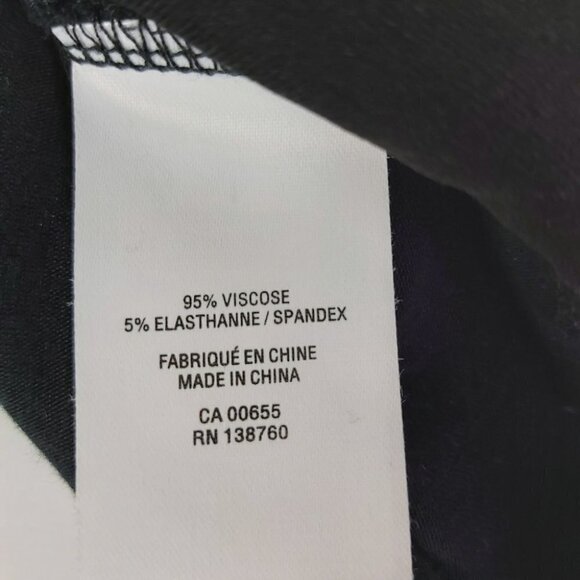 95% VISCOSE
5% ELASTHANNE / SPANDEX
FABRIQUÉ EN CHINE
MADE IN CHINA
CA 00655
RN 138760